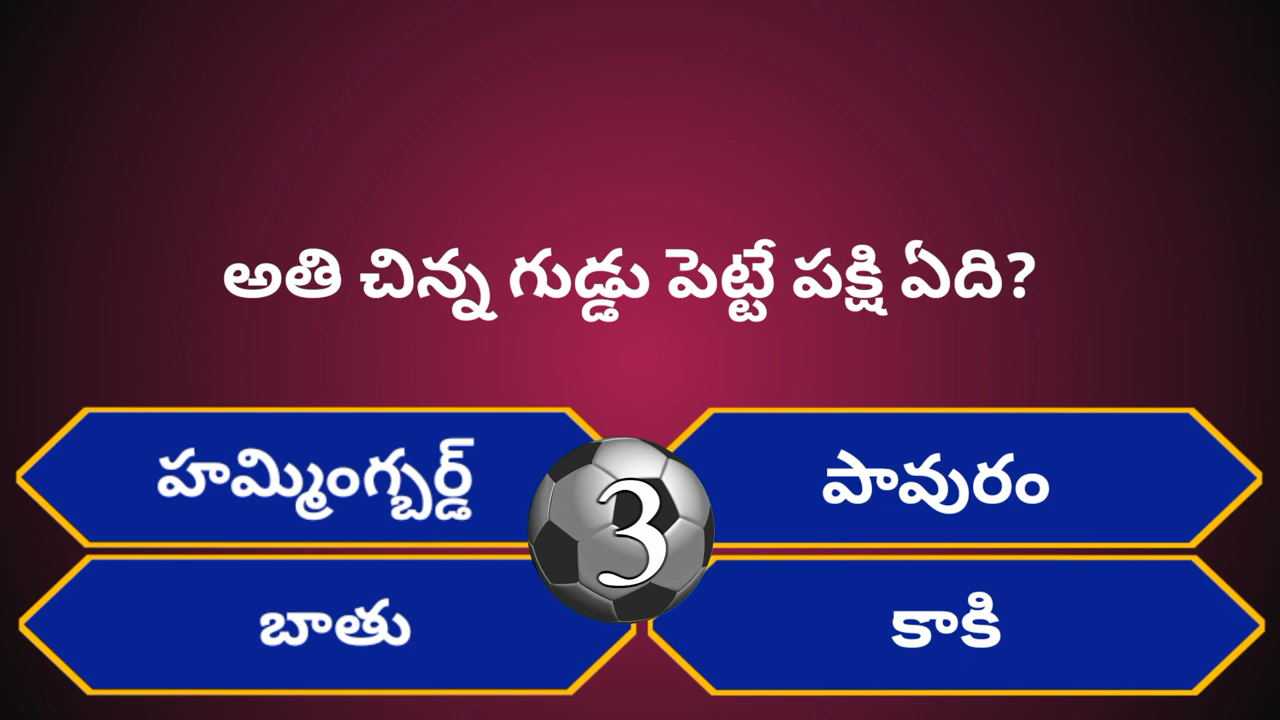 అతి చిన్న గుడ్డు పెట్టే పక్షి ఏది?
హమ్మింగ్బర్డ్
పావురం
3
బాతు
కాకి